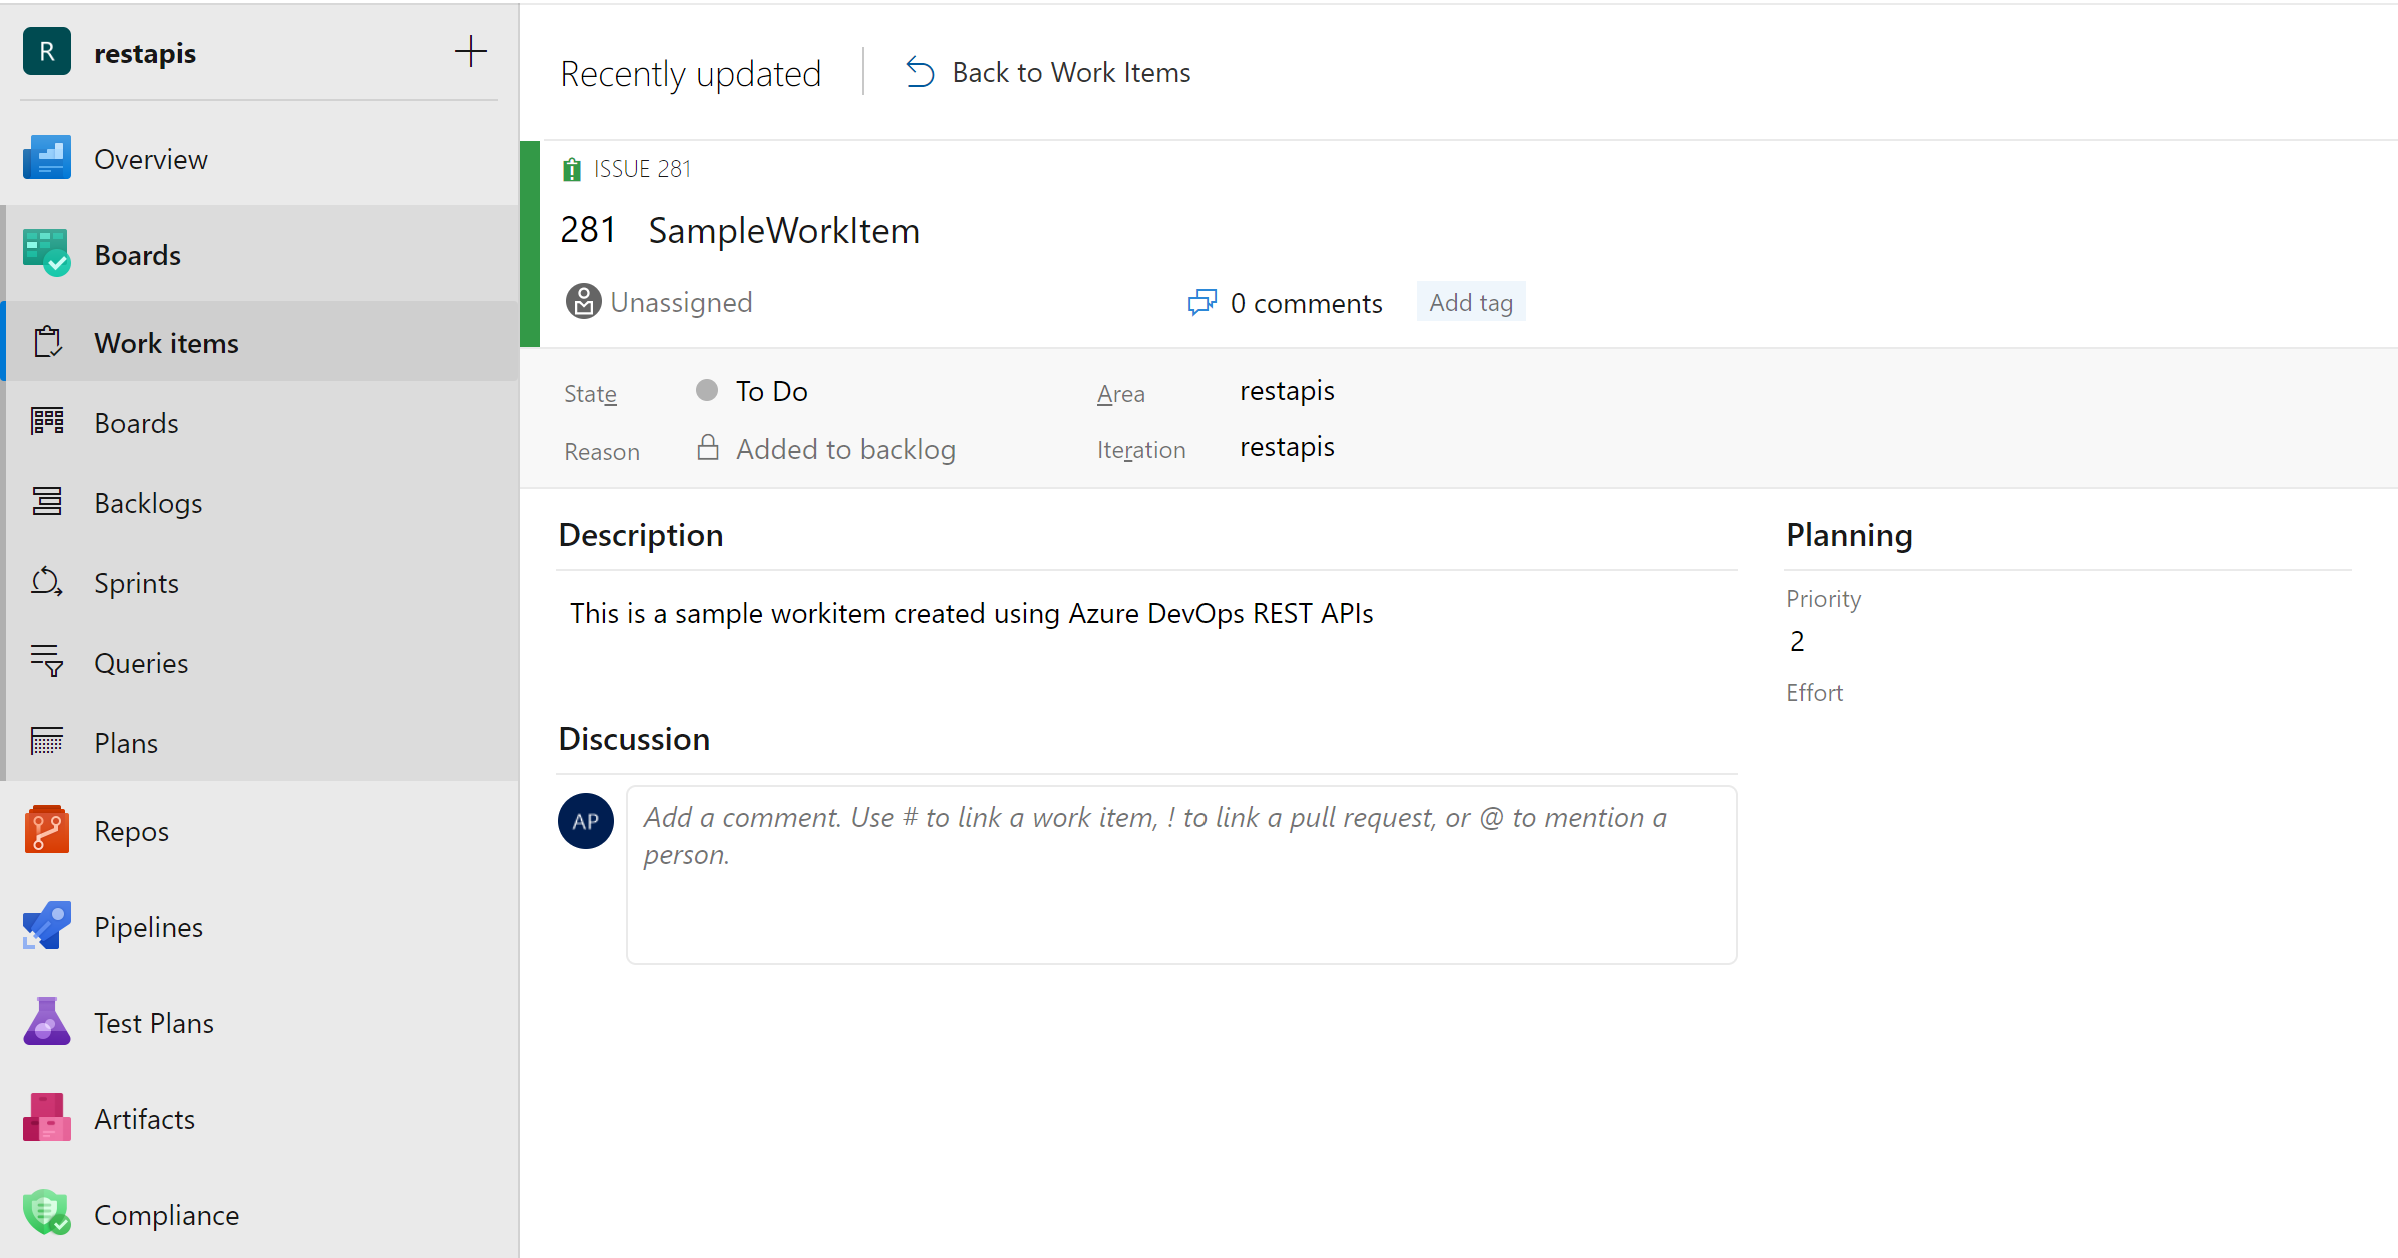 R restapis
Overview
Boards
Work items
Boards
Backlogs
Sprints
Queries
Plans
Repos
Pipelines
Test Plans
Artifacts
Compliance
Recently updated Back to Work Items
ISSUE 281
281 SampleWorkItem
Unassigned 0 comments Add tag
State To Do Area restapis
Reason Added to backlog Iteration restapis
Description
This is a sample workitem created using Azure DevOps REST APIs
Discussion
AP Add a comment. Use # to link a work item, ! to link a pull request, or @ to mention a
person.
Planning
Priority
2
Effort